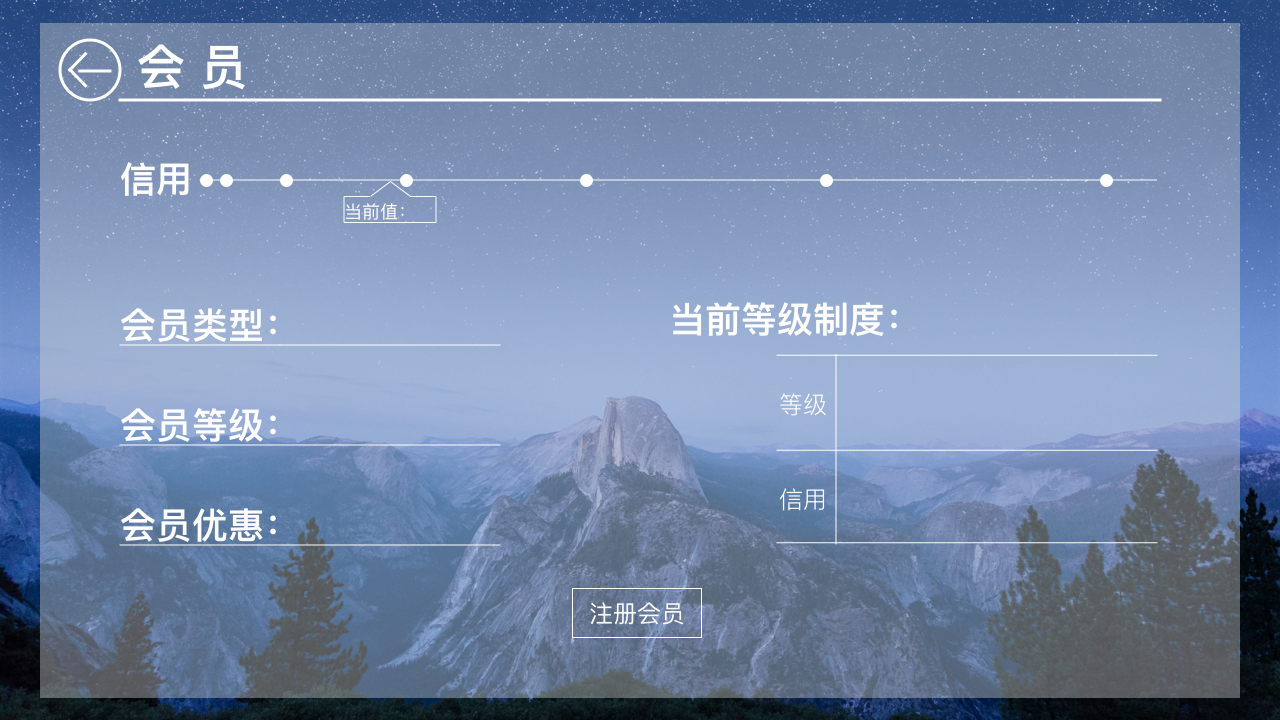 会员
信用
当前值：
会员类型：
当前等级制度：
等级
会员等级：
信用
会员优惠：
注册会员